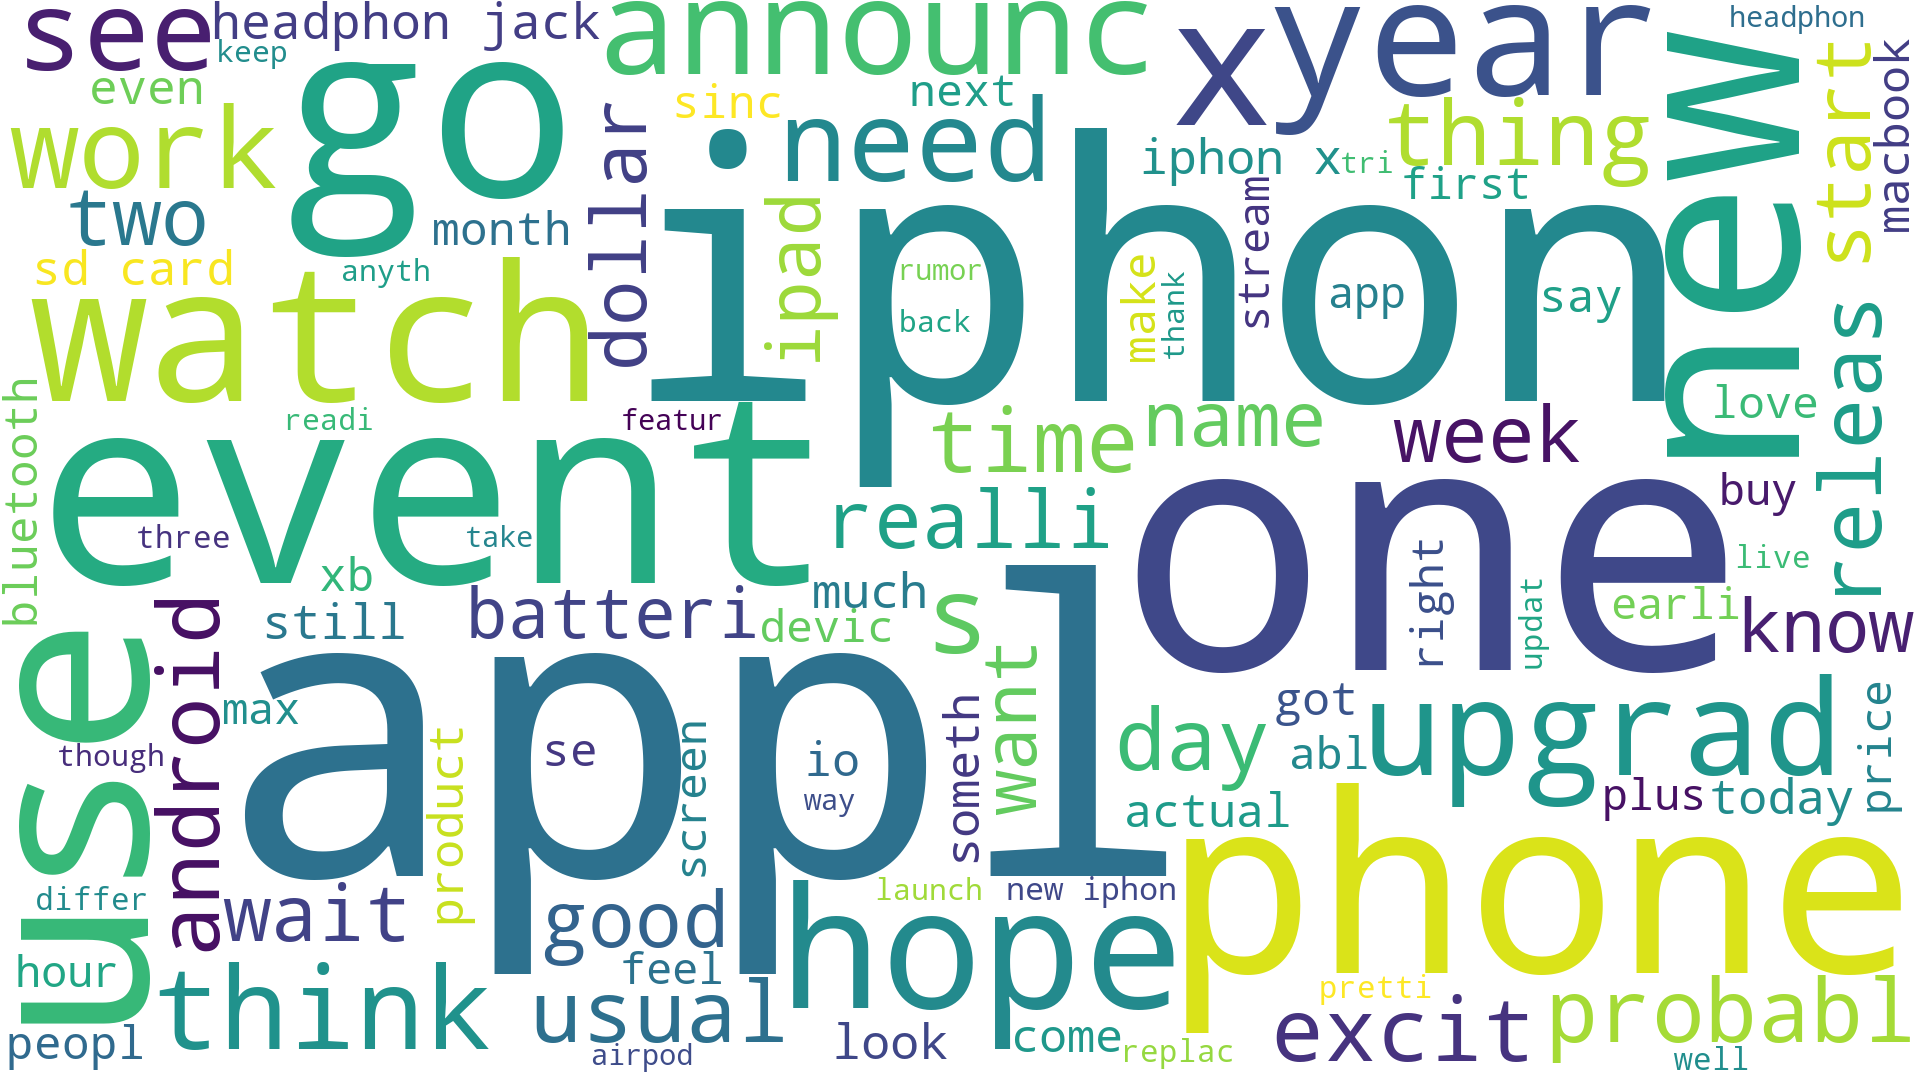 see
headphon jack
announc
x
year
headphon
keep
go
even
sinc
next
new
start
macbook
work
dollar
need
iphon x
tri
thing
first
two
month
ipad
iphon
stream
sd card
anyth
rumor
make
thank
app
say
releas
watch
back
love
bluetooth
readi
featur
time
name
week
event
one
buy
three
take
realli
right
live
xb
much
updat
earli
use
android
still
batteri
devic
s
know
appl
max
want
day
got
upgrad
price
though
product
se
screen
io
someth
abl
plus
today
way
actual
phone
differ
wait
good
launch
new iphon
hope
hour
think
feel
usual
pretti
excit
probabl
peopl
airpod
look
come
replac
well